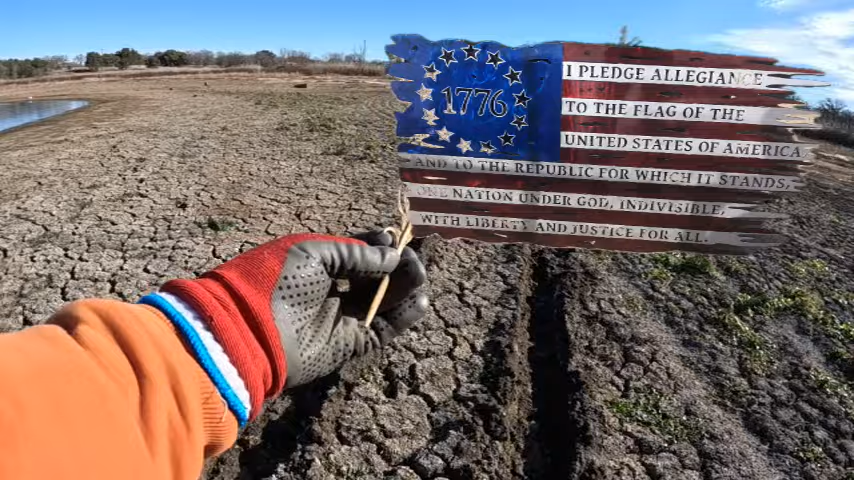 1776
I PLEDGE ALLEGIANCE
TO THE FLAG OF THE
UNITED STATES OF AMERICA
AND TO THE REPUBLIC FOR WHICH IT STANDS,
ONE NATION UNDER GOD, INDIVISIBLE,
WITH LIBERTY AND JUSTICE FOR ALL.